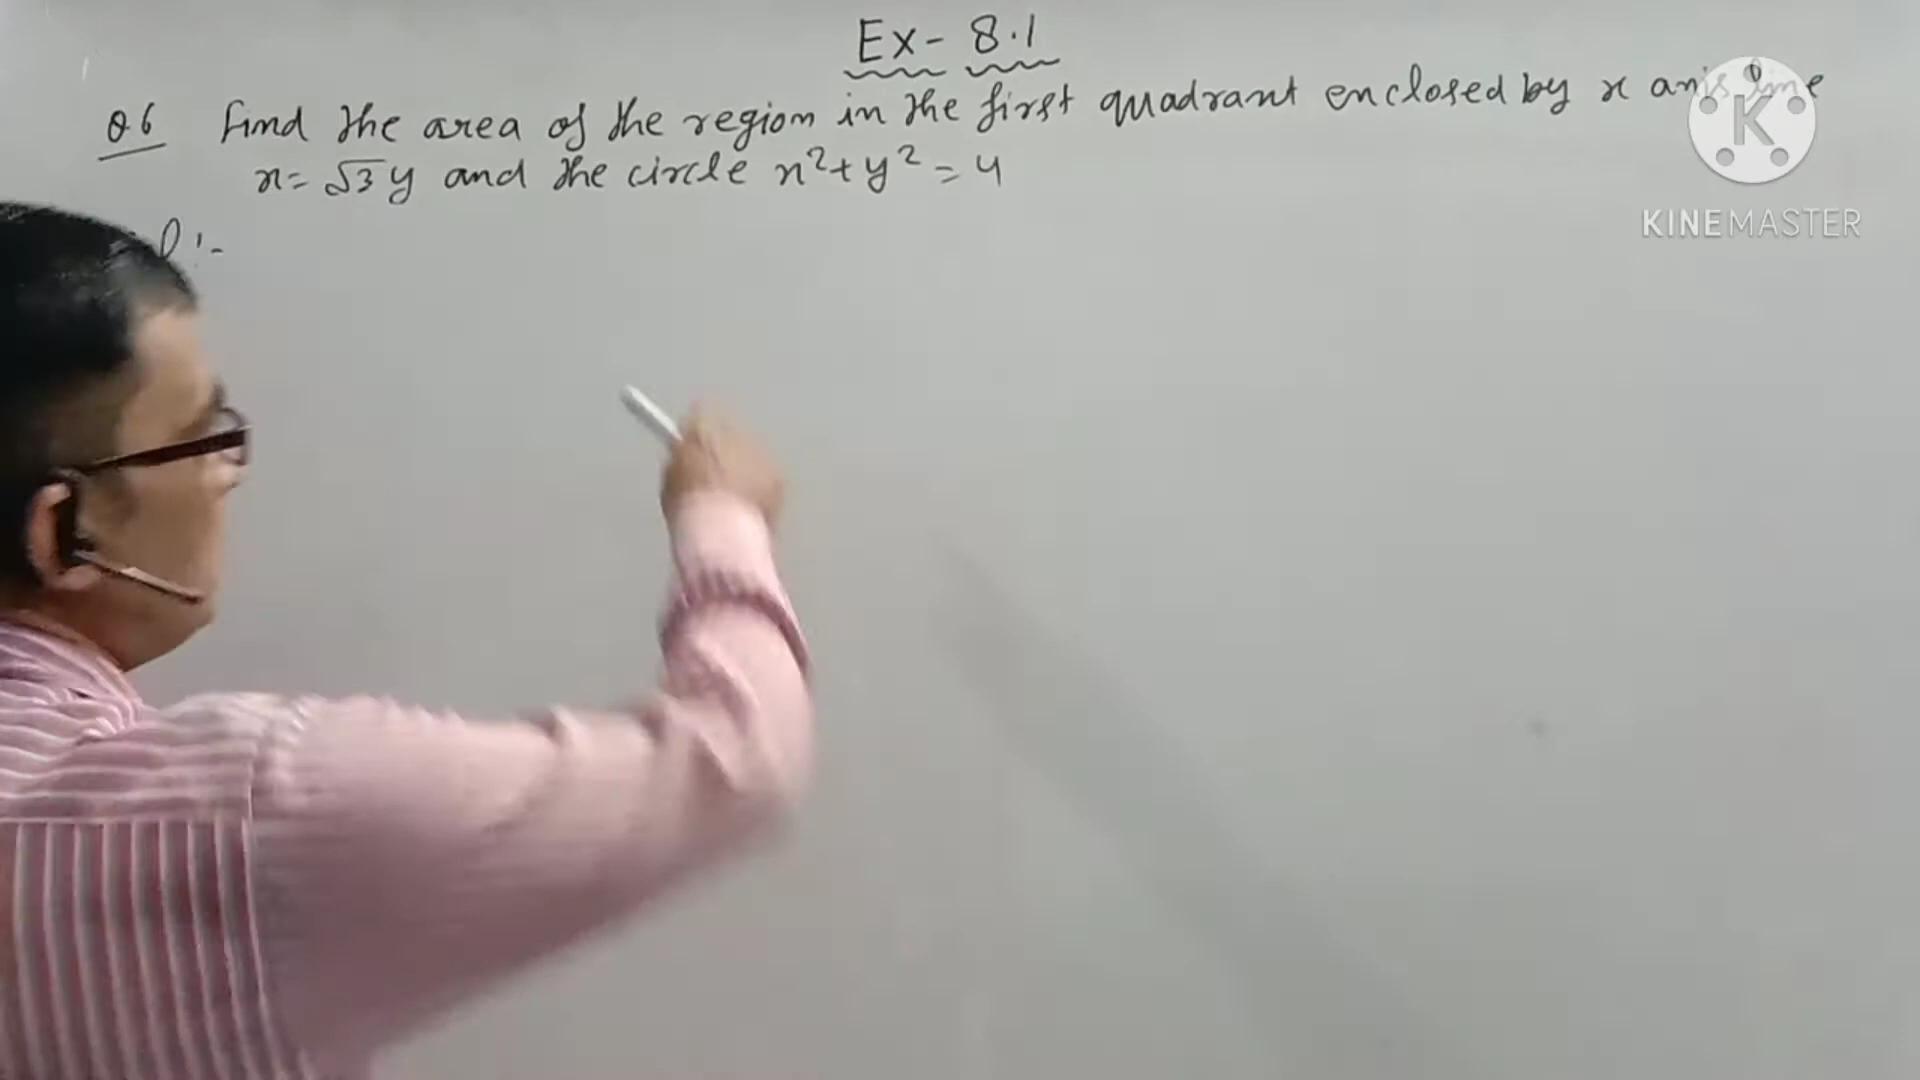 Ex- 8.1
Q6 Find the area of the region in the first quadrant enclosed by x axis line
x = √3y and the circle x²+y² = 4
l :-
K
KINEMASTER